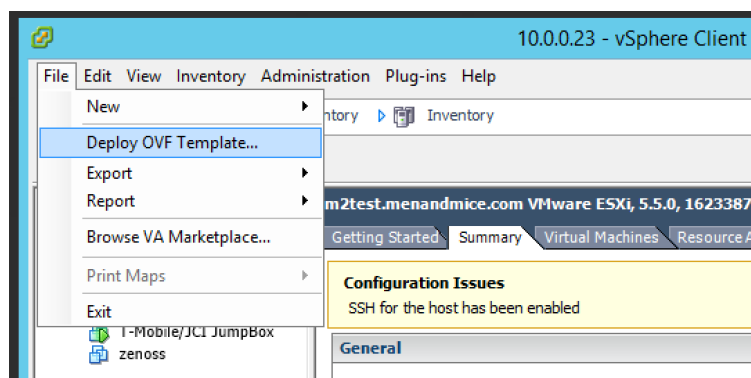 10.0.0.23 - vSphere Client
File Edit View Inventory Administration Plug-ins Help
New
Inventory
Deploy OVF Template...
Export
Report
m2test.menandmice.com VMware ESXi, 5.5.0, 1623387
Getting Started Summary Virtual Machines Resource A
Browse VA Marketplace...
Print Maps
Configuration Issues
SSH for the host has been enabled
Exit
T-Mobile/JCI JumpBox
zenoss
General